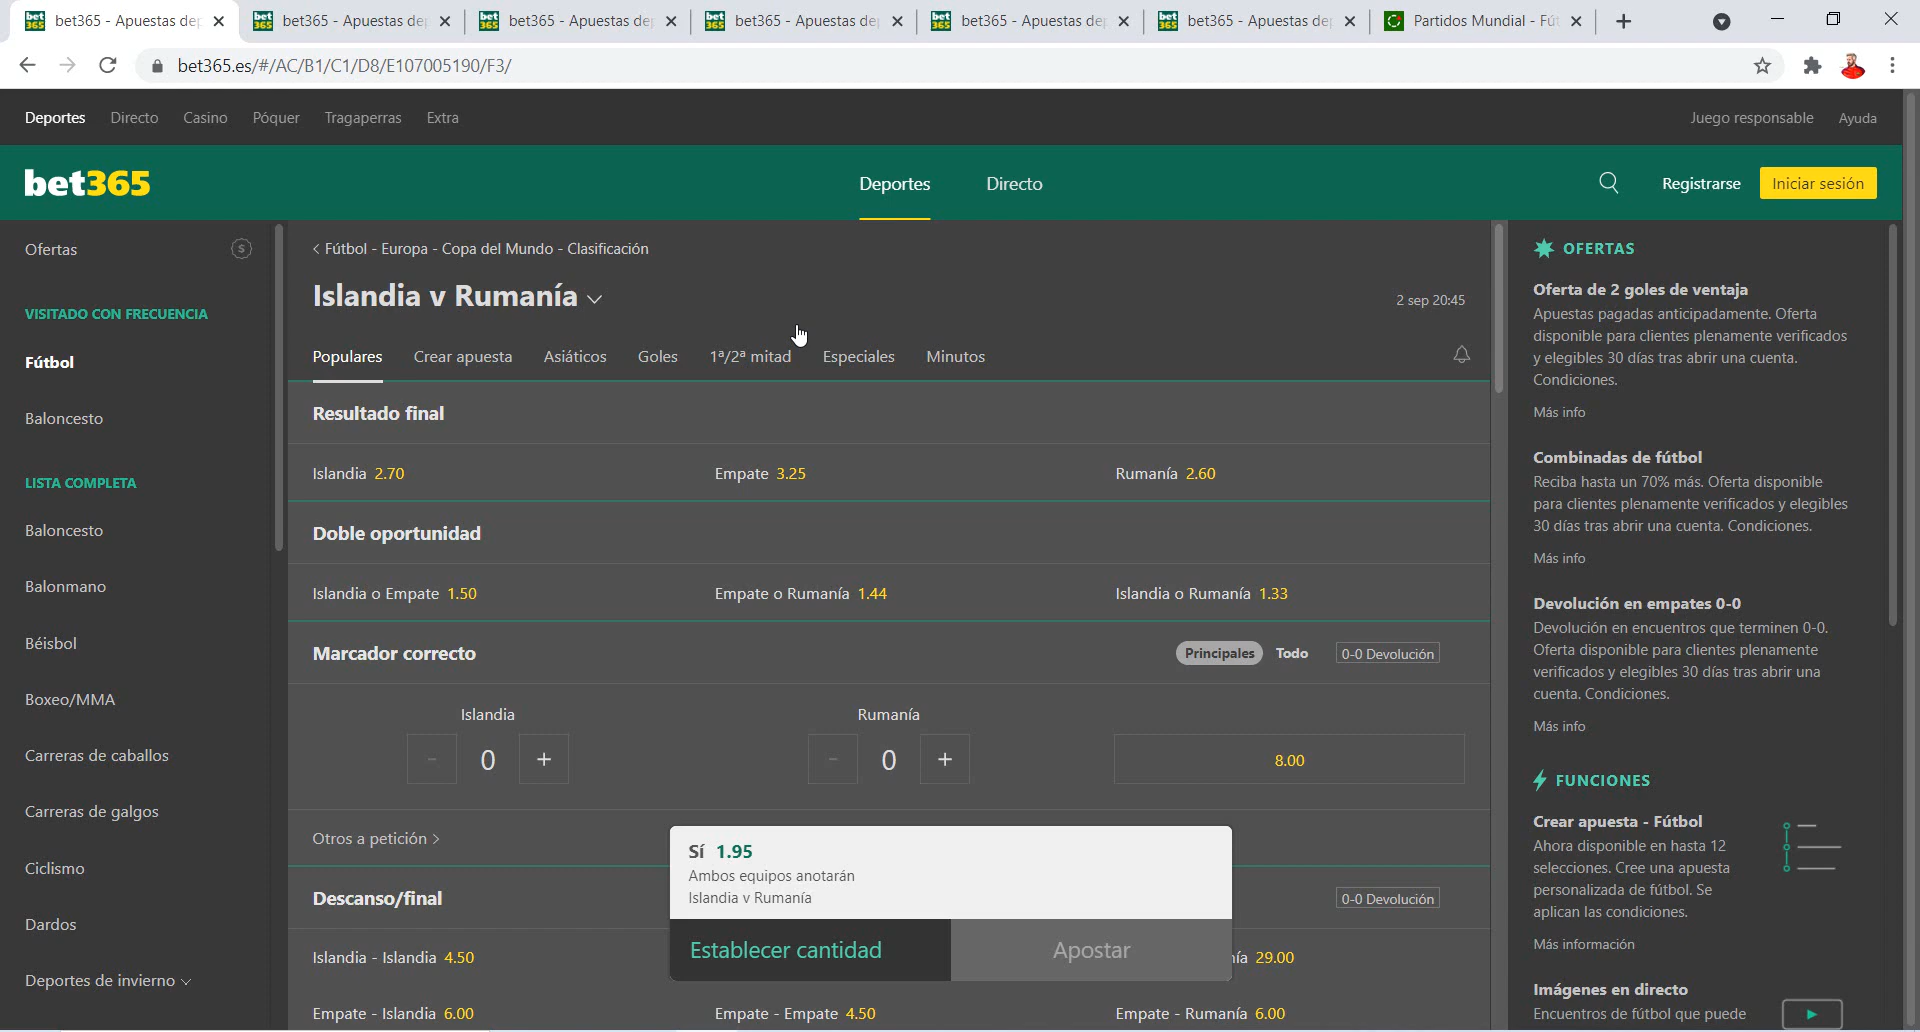 bet365 - Apuestas de
bet365 - Apuestas de
bet365 - Apuestas de
bet365 - Apuestas de
bet365 - Apuestas de
bet365 - Apuestas de
Partidos Mundial - Fút
bet365.es/#/AC/B1/C1/D8/E107005190/F3/
Deportes Directo Casino Póquer Tragaperras Extra
Juego responsable Ayuda
bet365
Deportes Directo
Registrarse Iniciar sesión
Ofertas
VISITADO CON FRECUENCIA
Fútbol
Baloncesto
LISTA COMPLETA
Baloncesto
Balonmano
Béisbol
Boxeo/MMA
Carreras de caballos
Carreras de galgos
Ciclismo
Dardos
Deportes de invierno
< Fútbol - Europa - Copa del Mundo - Clasificación
Islandia v Rumanía
2 sep 20:45
Populares Crear apuesta Asiáticos Goles 1ª/2ª mitad Especiales Minutos
Resultado final
Islandia 2.70 Empate 3.25 Rumanía 2.60
Doble oportunidad
Islandia o Empate 1.50 Empate o Rumanía 1.44 Islandia o Rumanía 1.33
Marcador correcto Principales Todo 0-0 Devolución
Islandia Rumanía
- 0 + - 0 + 8.00
Otros a petición >
Descanso/final 0-0 Devolución
Islandia - Islandia 4.50 ía 29.00
Empate - Islandia 6.00 Empate - Empate 4.50 Empate - Rumanía 6.00
Sí 1.95
Ambos equipos anotarán
Islandia v Rumanía
Establecer cantidad Apostar
OFERTAS
Oferta de 2 goles de ventaja
Apuestas pagadas anticipadamente. Oferta
disponible para clientes plenamente verificados
y elegibles 30 días tras abrir una cuenta.
Condiciones.
Más info
Combinadas de fútbol
Reciba hasta un 70% más. Oferta disponible
para clientes plenamente verificados y elegibles
30 días tras abrir una cuenta. Condiciones.
Más info
Devolución en empates 0-0
Devolución en encuentros que terminen 0-0.
Oferta disponible para clientes plenamente
verificados y elegibles 30 días tras abrir una
cuenta. Condiciones.
Más info
FUNCIONES
Crear apuesta - Fútbol
Ahora disponible en hasta 12
selecciones. Cree una apuesta
personalizada de fútbol. Se
aplican las condiciones.
Más información
Imágenes en directo
Encuentros de fútbol que puede